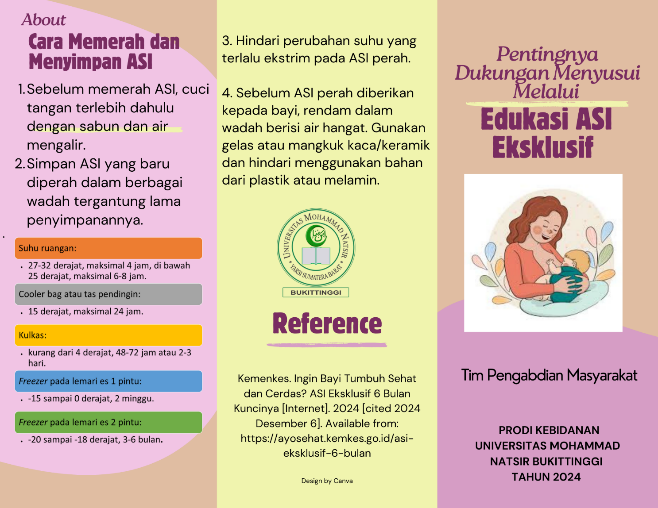 About
Cara Memerah dan
Menyimpan ASI
1.Sebelum memerah ASI, cuci
tangan terlebih dahulu
dengan sabun dan air
mengalir.
2.Simpan ASI yang baru
diperah dalam berbagai
wadah tergantung lama
penyimpanannya.
Suhu ruangan:
• 27-32 derajat, maksimal 4 jam, di bawah
25 derajat, maksimal 6-8 jam.
Cooler bag atau tas pendingin:
• 15 derajat, maksimal 24 jam.
Kulkas:
• kurang dari 4 derajat, 48-72 jam atau 2-3
hari.
Freezer pada lemari es 1 pintu:
• -15 sampai 0 derajat, 2 minggu.
Freezer pada lemari es 2 pintu:
• -20 sampai -18 derajat, 3-6 bulan.
3. Hindari perubahan suhu yang
terlalu ekstrim pada ASI perah.
4. Sebelum ASI perah diberikan
kepada bayi, rendam dalam
wadah berisi air hangat. Gunakan
gelas atau mangkuk kaca/keramik
dan hindari menggunakan bahan
dari plastik atau melamin.
UNIVERSITAS MOHAMMAD NATSIR
YARSI SUMATERA BARAT
BUKITTINGGI
Reference
Kemenkes. Ingin Bayi Tumbuh Sehat
dan Cerdas? ASI Eksklusif 6 Bulan
Kuncinya [Internet]. 2024 [cited 2024
Desember 6]. Available from:
https://ayosehat.kemkes.go.id/asi-
eksklusif-6-bulan
Design by Canva
Pentingnya
Dukungan Menyusui
Melalui
Edukasi ASI
Eksklusif
Tim Pengabdian Masyarakat
PRODI KEBIDANAN
UNIVERSITAS MOHAMMAD
NATSIR BUKITTINGGI
TAHUN 2024